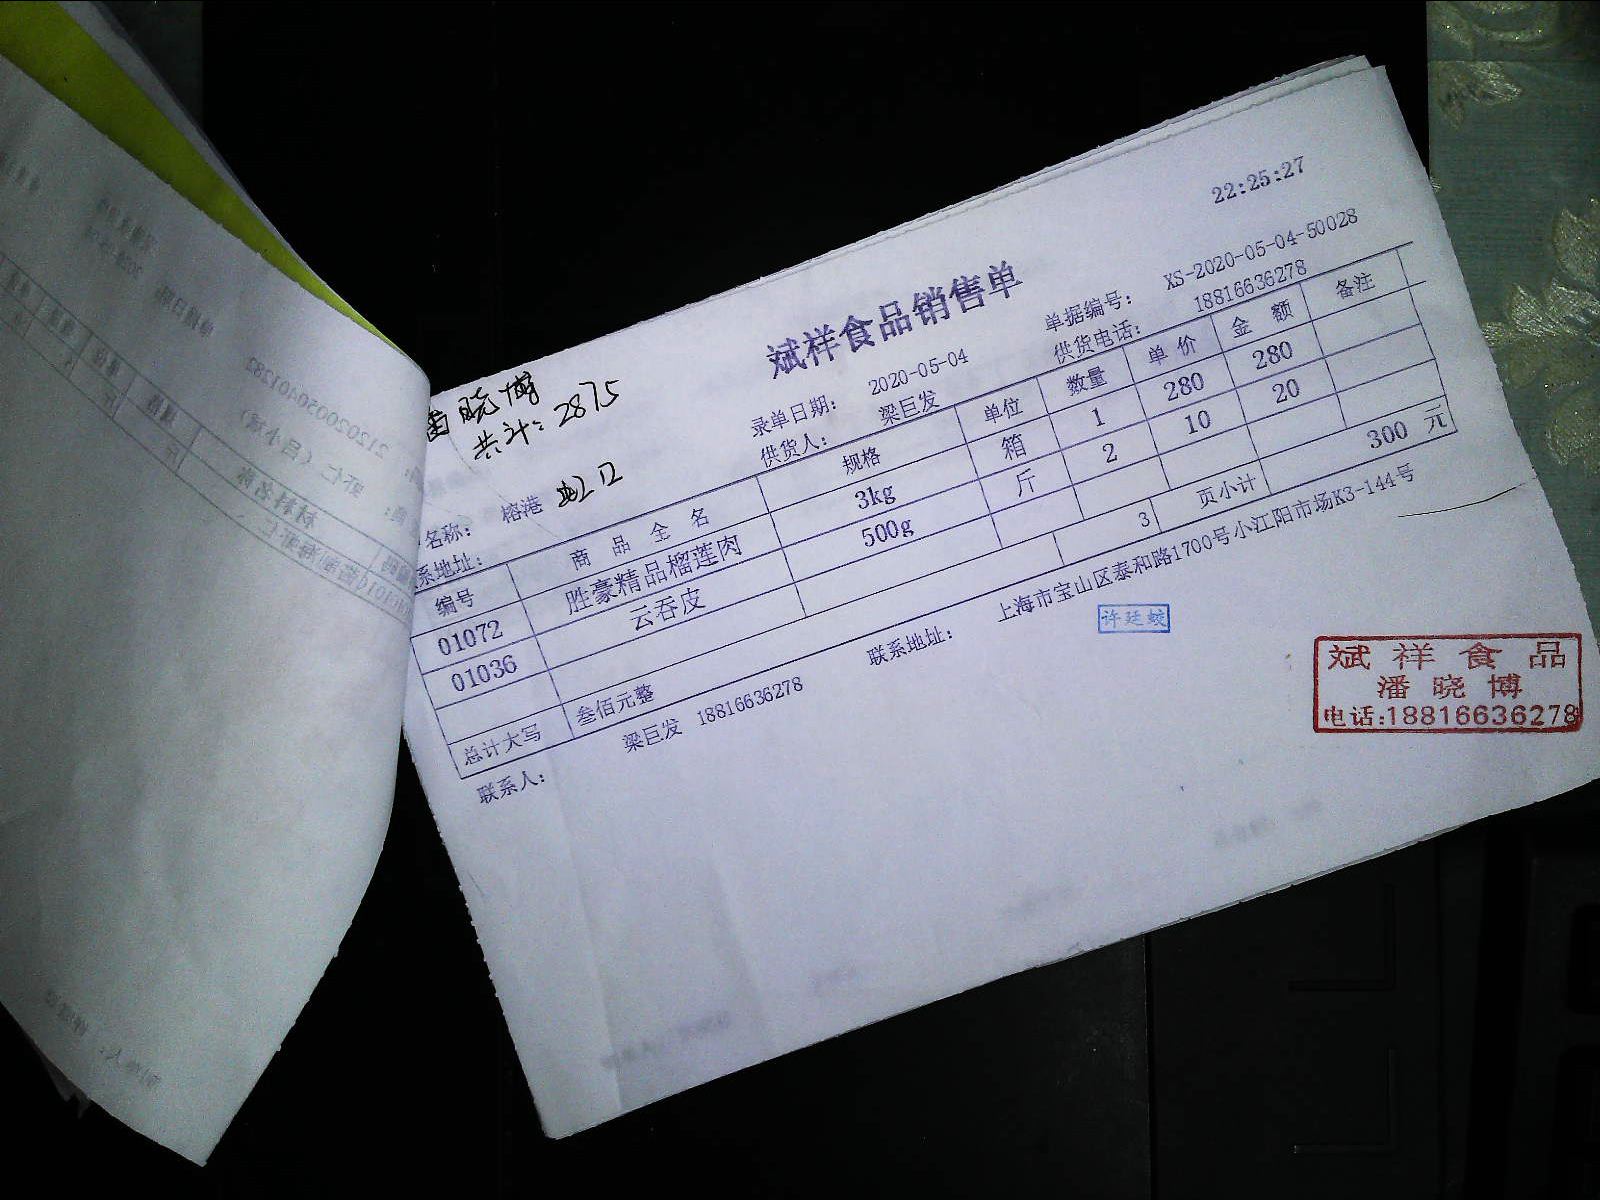 22:25:27
斌祥食品销售单
晓博
共计:2875
录单日期: 2020-05-04 单据编号: XS-2020-05-04-50028
名称: 榕港 供货人: 梁巨发 供货电话: 18816636278
系地址:
编号 商品全名 规格 单位 数量 单价 金额 备注
01072 胜豪精品榴莲肉 3kg 箱 1 280 280
01036 云吞皮 500g 斤 2 10 20
总计大写 叁佰元整 3 页小计 300 元
联系人: 梁巨发 18816636278 联系地址: 上海市宝山区泰和路1700号小江阳市场K3-144号
许廷蛟
斌祥食品
潘晓博
电话:18816636278